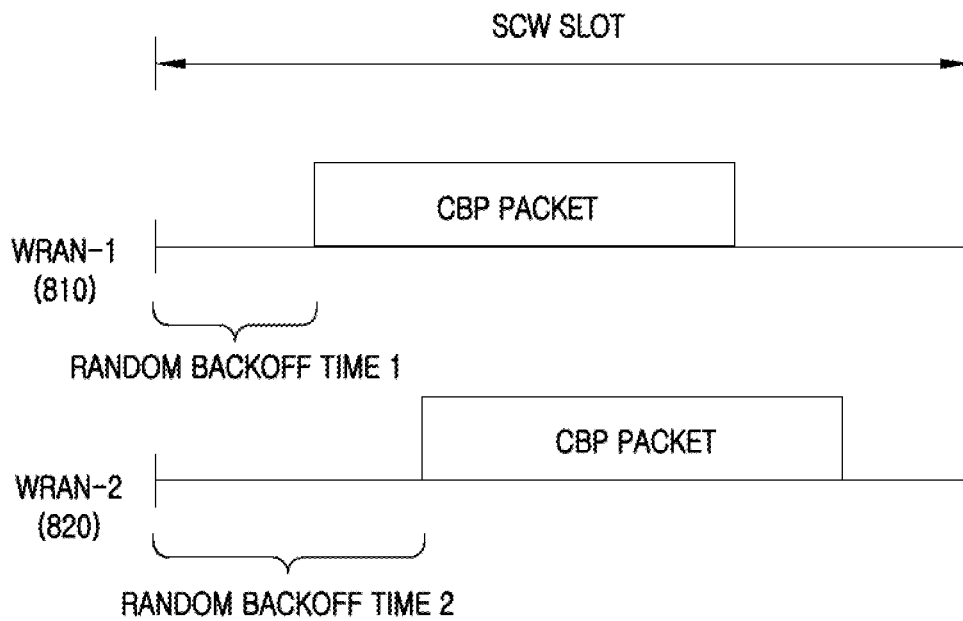 SCW SLOT
CBP PACKET
WRAN-1
(810)
RANDOM BACKOFF TIME 1
CBP PACKET
WRAN-2
(820)
RANDOM BACKOFF TIME 2